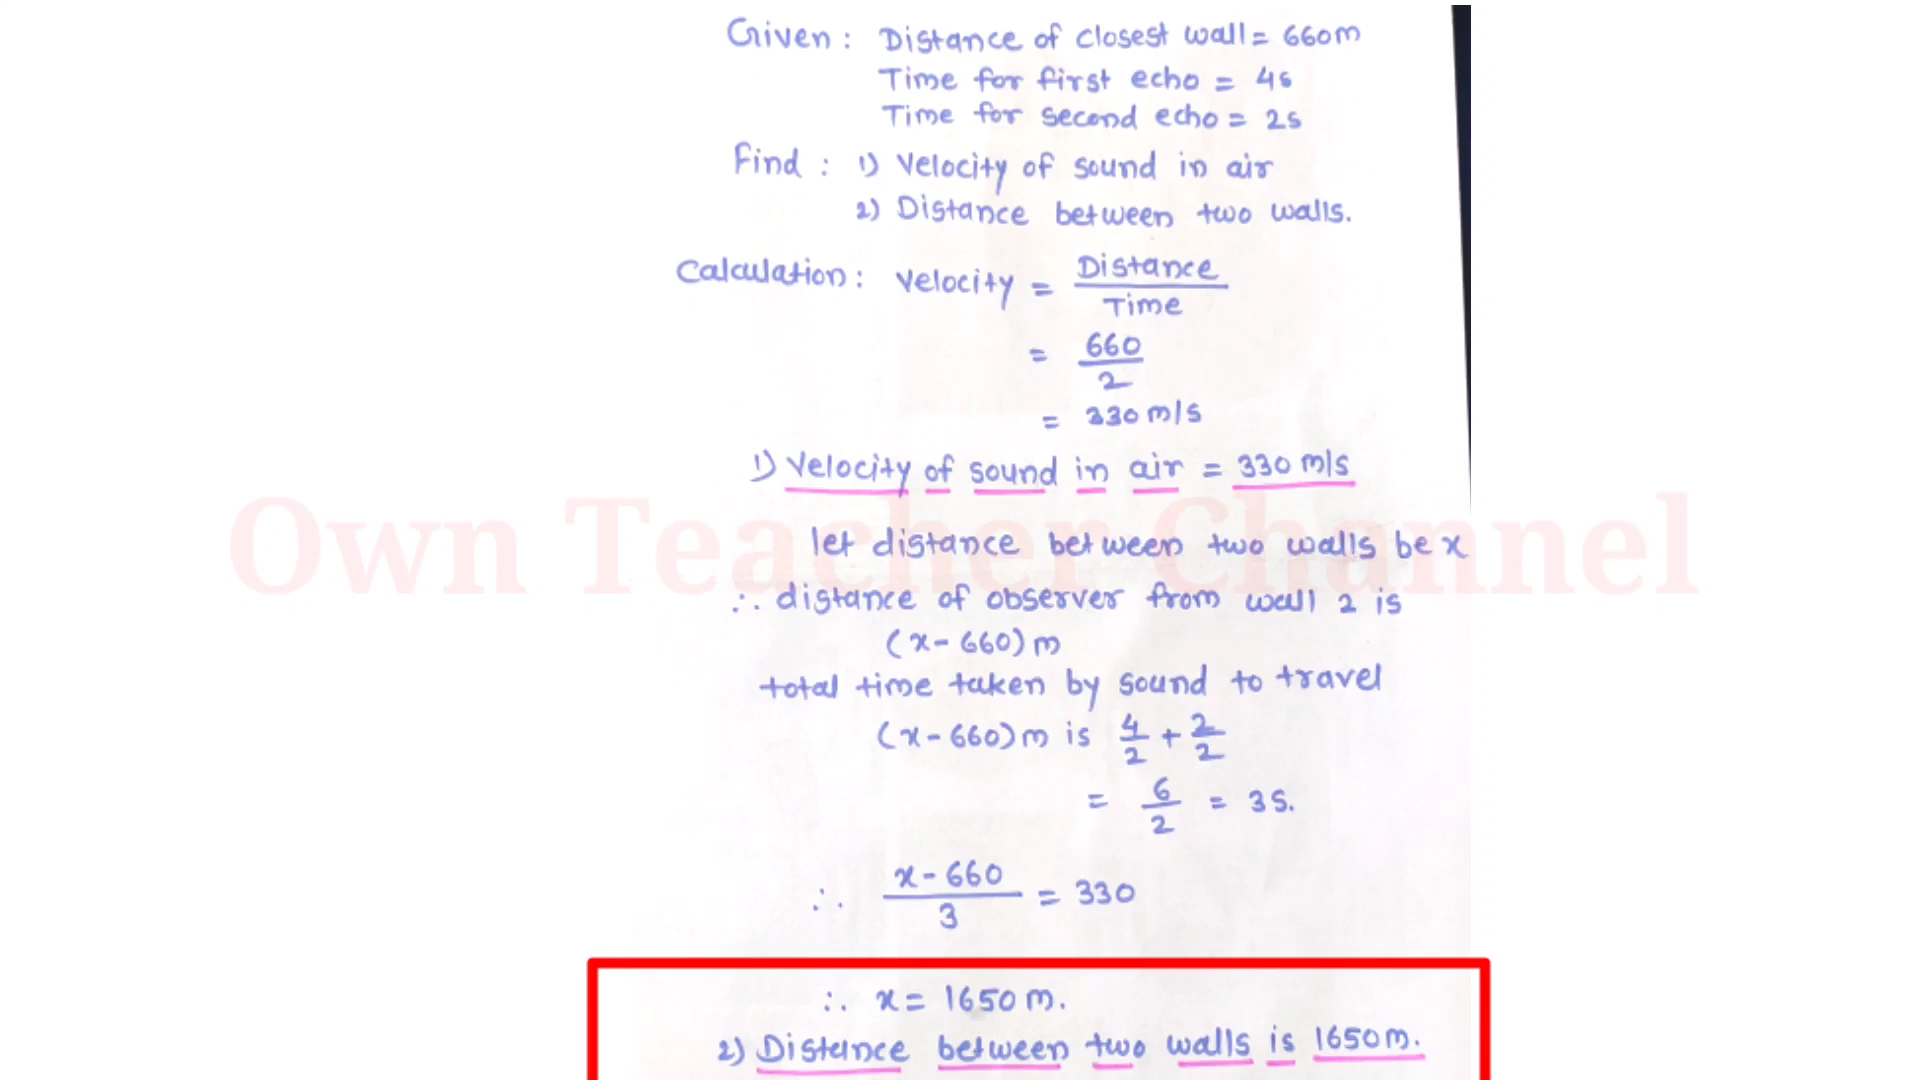 Given : Distance of closest wall = 660m
Time for first echo = 4s
Time for second echo = 2s
Find : 1) Velocity of sound in air
2) Distance between two walls.
Calculation : Velocity = Distance / Time
= 660 / 2
= 330 m/s
1) Velocity of sound in air = 330 m/s
Own Teacher Channel
let distance between two walls be x
∴ distance of observer from wall 2 is
(x - 660) m
total time taken by sound to travel
(x - 660) m is 4/2 + 2/2
= 6/2 = 3s.
∴ x - 660 / 3 = 330
∴ x = 1650 m.
2) Distance between two walls is 1650m.